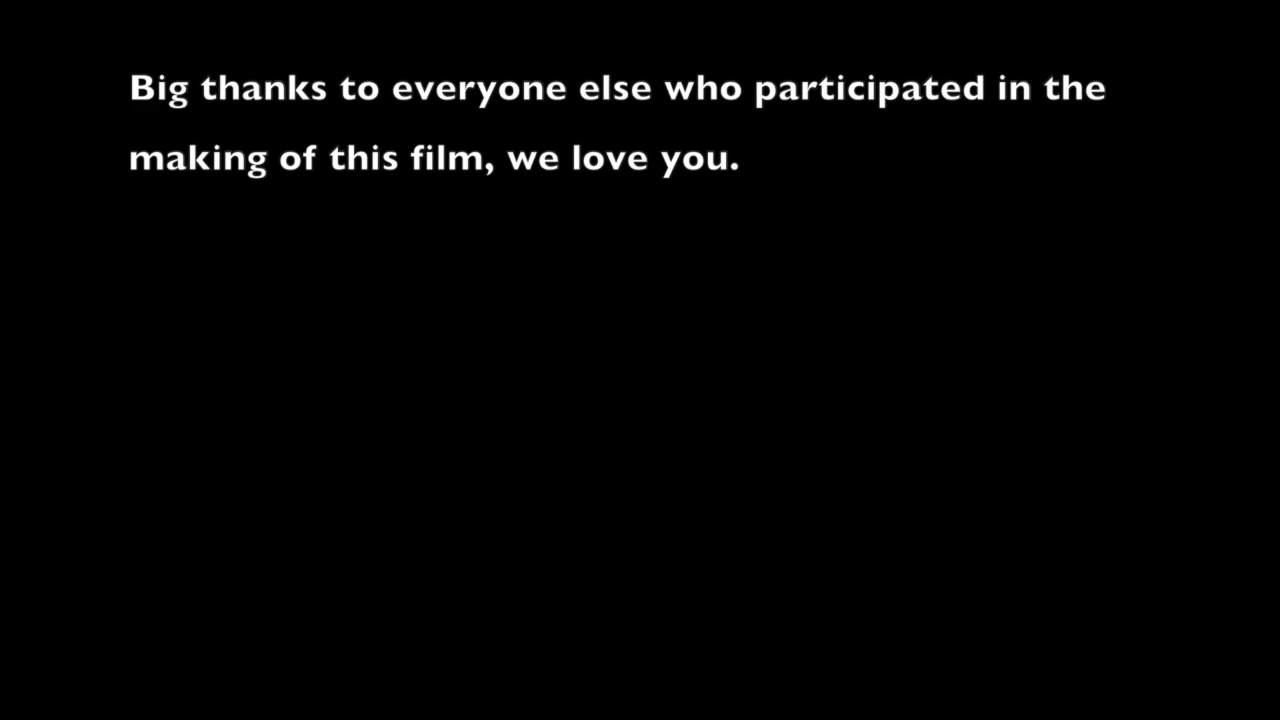 Big thanks to everyone else who participated in the
making of this film, we love you.